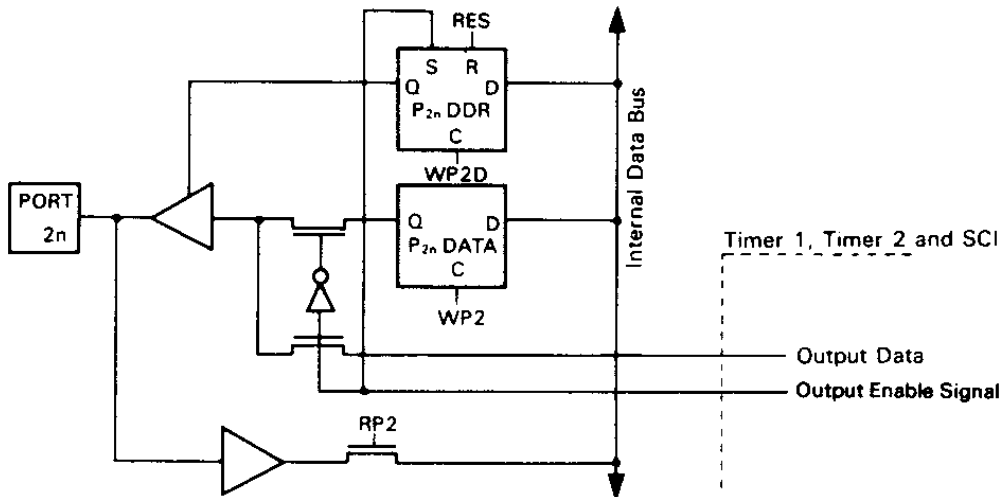 RES
S R
Q D
P2n DDR
C
WP2D
PORT
2n
Q D
P2n DATA
C
WP2
Internal Data Bus
Timer 1, Timer 2 and SCI
Output Data
Output Enable Signal
RP2